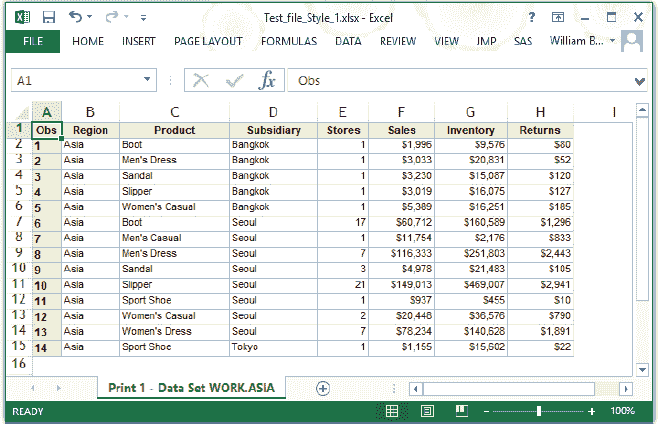 Test_file_Style_1.xlsx - Excel
FILE HOME INSERT PAGE LAYOUT FORMULAS DATA REVIEW VIEW JMP SAS William B...
A1 fx Obs
A B C D E F G H I
1 Obs Region Product Subsidiary Stores Sales Inventory Returns
2 1 Asia Boot Bangkok 1 $1,996 $9,576 $80
3 2 Asia Men's Dress Bangkok 1 $3,033 $20,831 $52
4 3 Asia Sandal Bangkok 1 $3,230 $15,087 $120
5 4 Asia Slipper Bangkok 1 $3,019 $16,075 $127
6 5 Asia Women's Casual Bangkok 1 $5,389 $16,251 $185
7 6 Asia Boot Seoul 17 $60,712 $160,589 $1,296
8 7 Asia Men's Casual Seoul 1 $11,754 $2,176 $833
9 8 Asia Men's Dress Seoul 7 $116,333 $251,803 $2,443
10 9 Asia Sandal Seoul 3 $4,978 $21,483 $105
11 10 Asia Slipper Seoul 21 $149,013 $469,007 $2,941
12 11 Asia Sport Shoe Seoul 1 $937 $455 $10
13 12 Asia Women's Casual Seoul 2 $20,448 $36,576 $790
14 13 Asia Women's Dress Seoul 7 $78,234 $140,628 $1,891
15 14 Asia Sport Shoe Tokyo 1 $1,155 $15,602 $22
16
Print 1 - Data Set WORK.ASIA
READY 100%